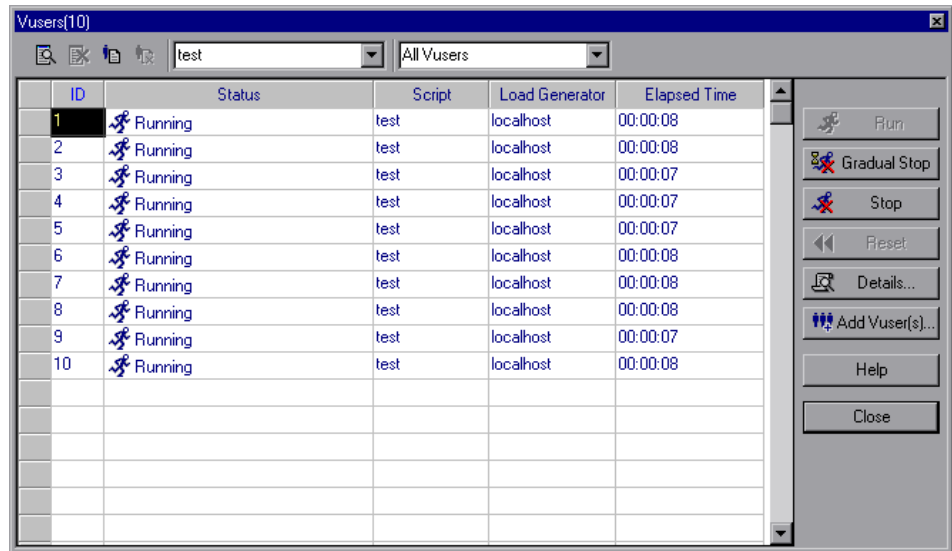 Vusers(10)
test All Vusers
ID Status Script Load Generator Elapsed Time
1 Running test localhost 00:00:08
2 Running test localhost 00:00:08
3 Running test localhost 00:00:07
4 Running test localhost 00:00:07
5 Running test localhost 00:00:07
6 Running test localhost 00:00:08
7 Running test localhost 00:00:08
8 Running test localhost 00:00:08
9 Running test localhost 00:00:07
10 Running test localhost 00:00:08
Run
Gradual Stop
Stop
Reset
Details...
Add Vuser(s)...
Help
Close